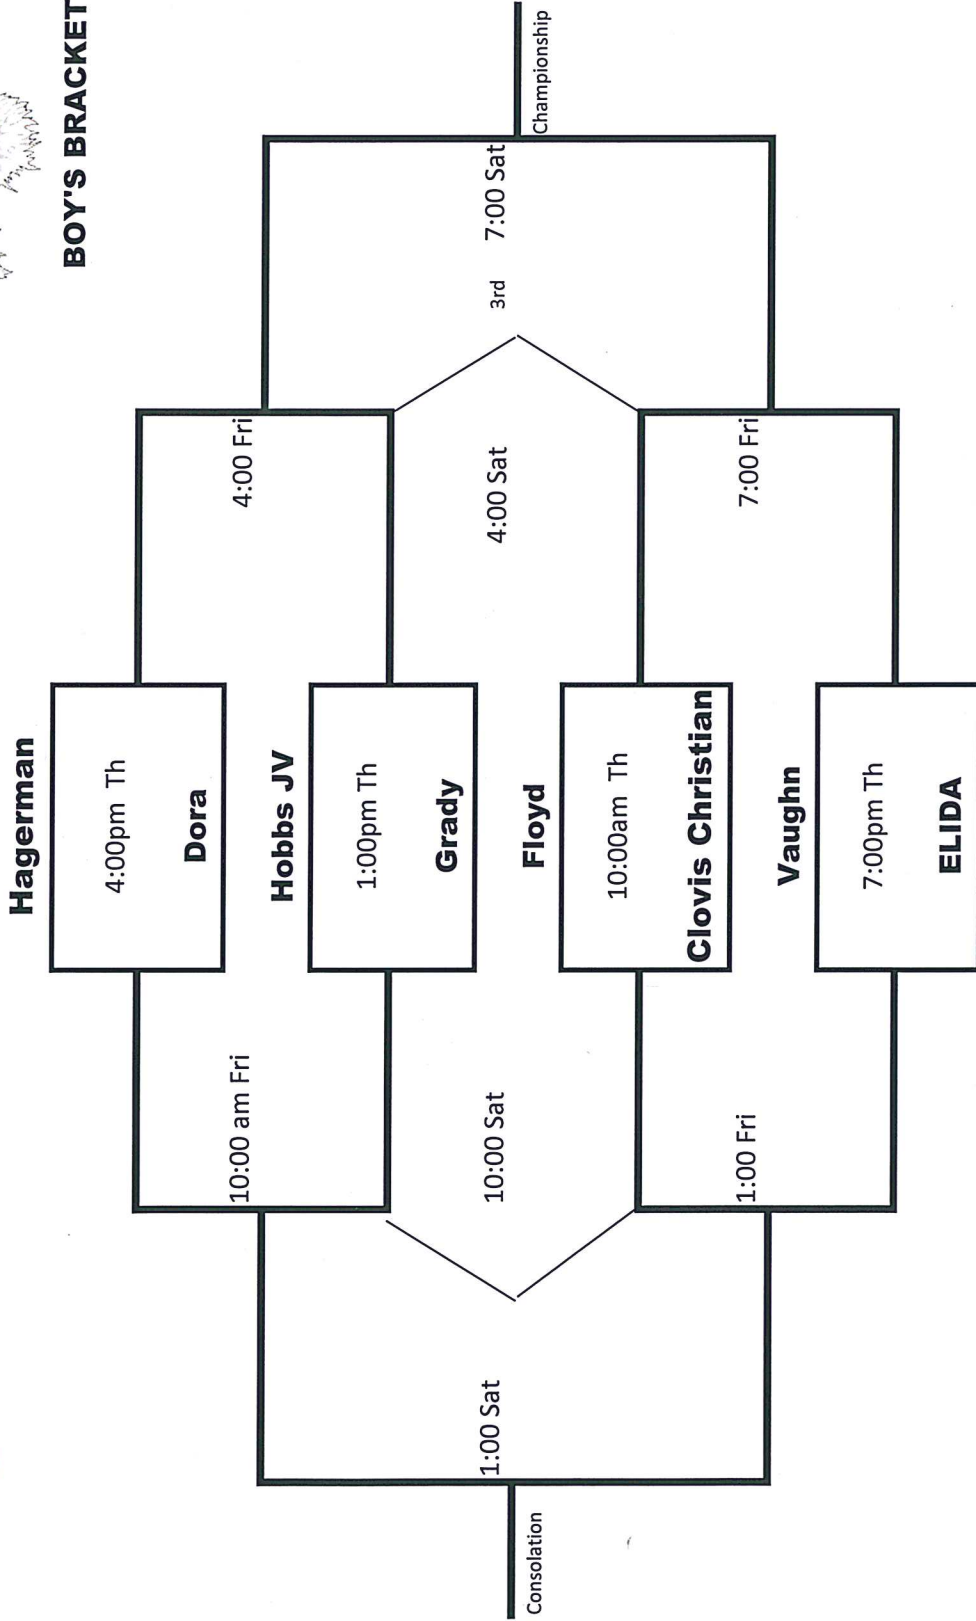 BOY'S BRACKET
Hagerman
4:00pm Th
Dora
Hobbs JV
1:00pm Th
Grady
Floyd
10:00am Th
Clovis Christian
Vaughn
7:00pm Th
ELIDA
10:00 am Fri
10:00 Sat
1:00 Fri
1:00 Sat
Consolation
4:00 Fri
4:00 Sat
7:00 Fri
3rd
7:00 Sat
Championship